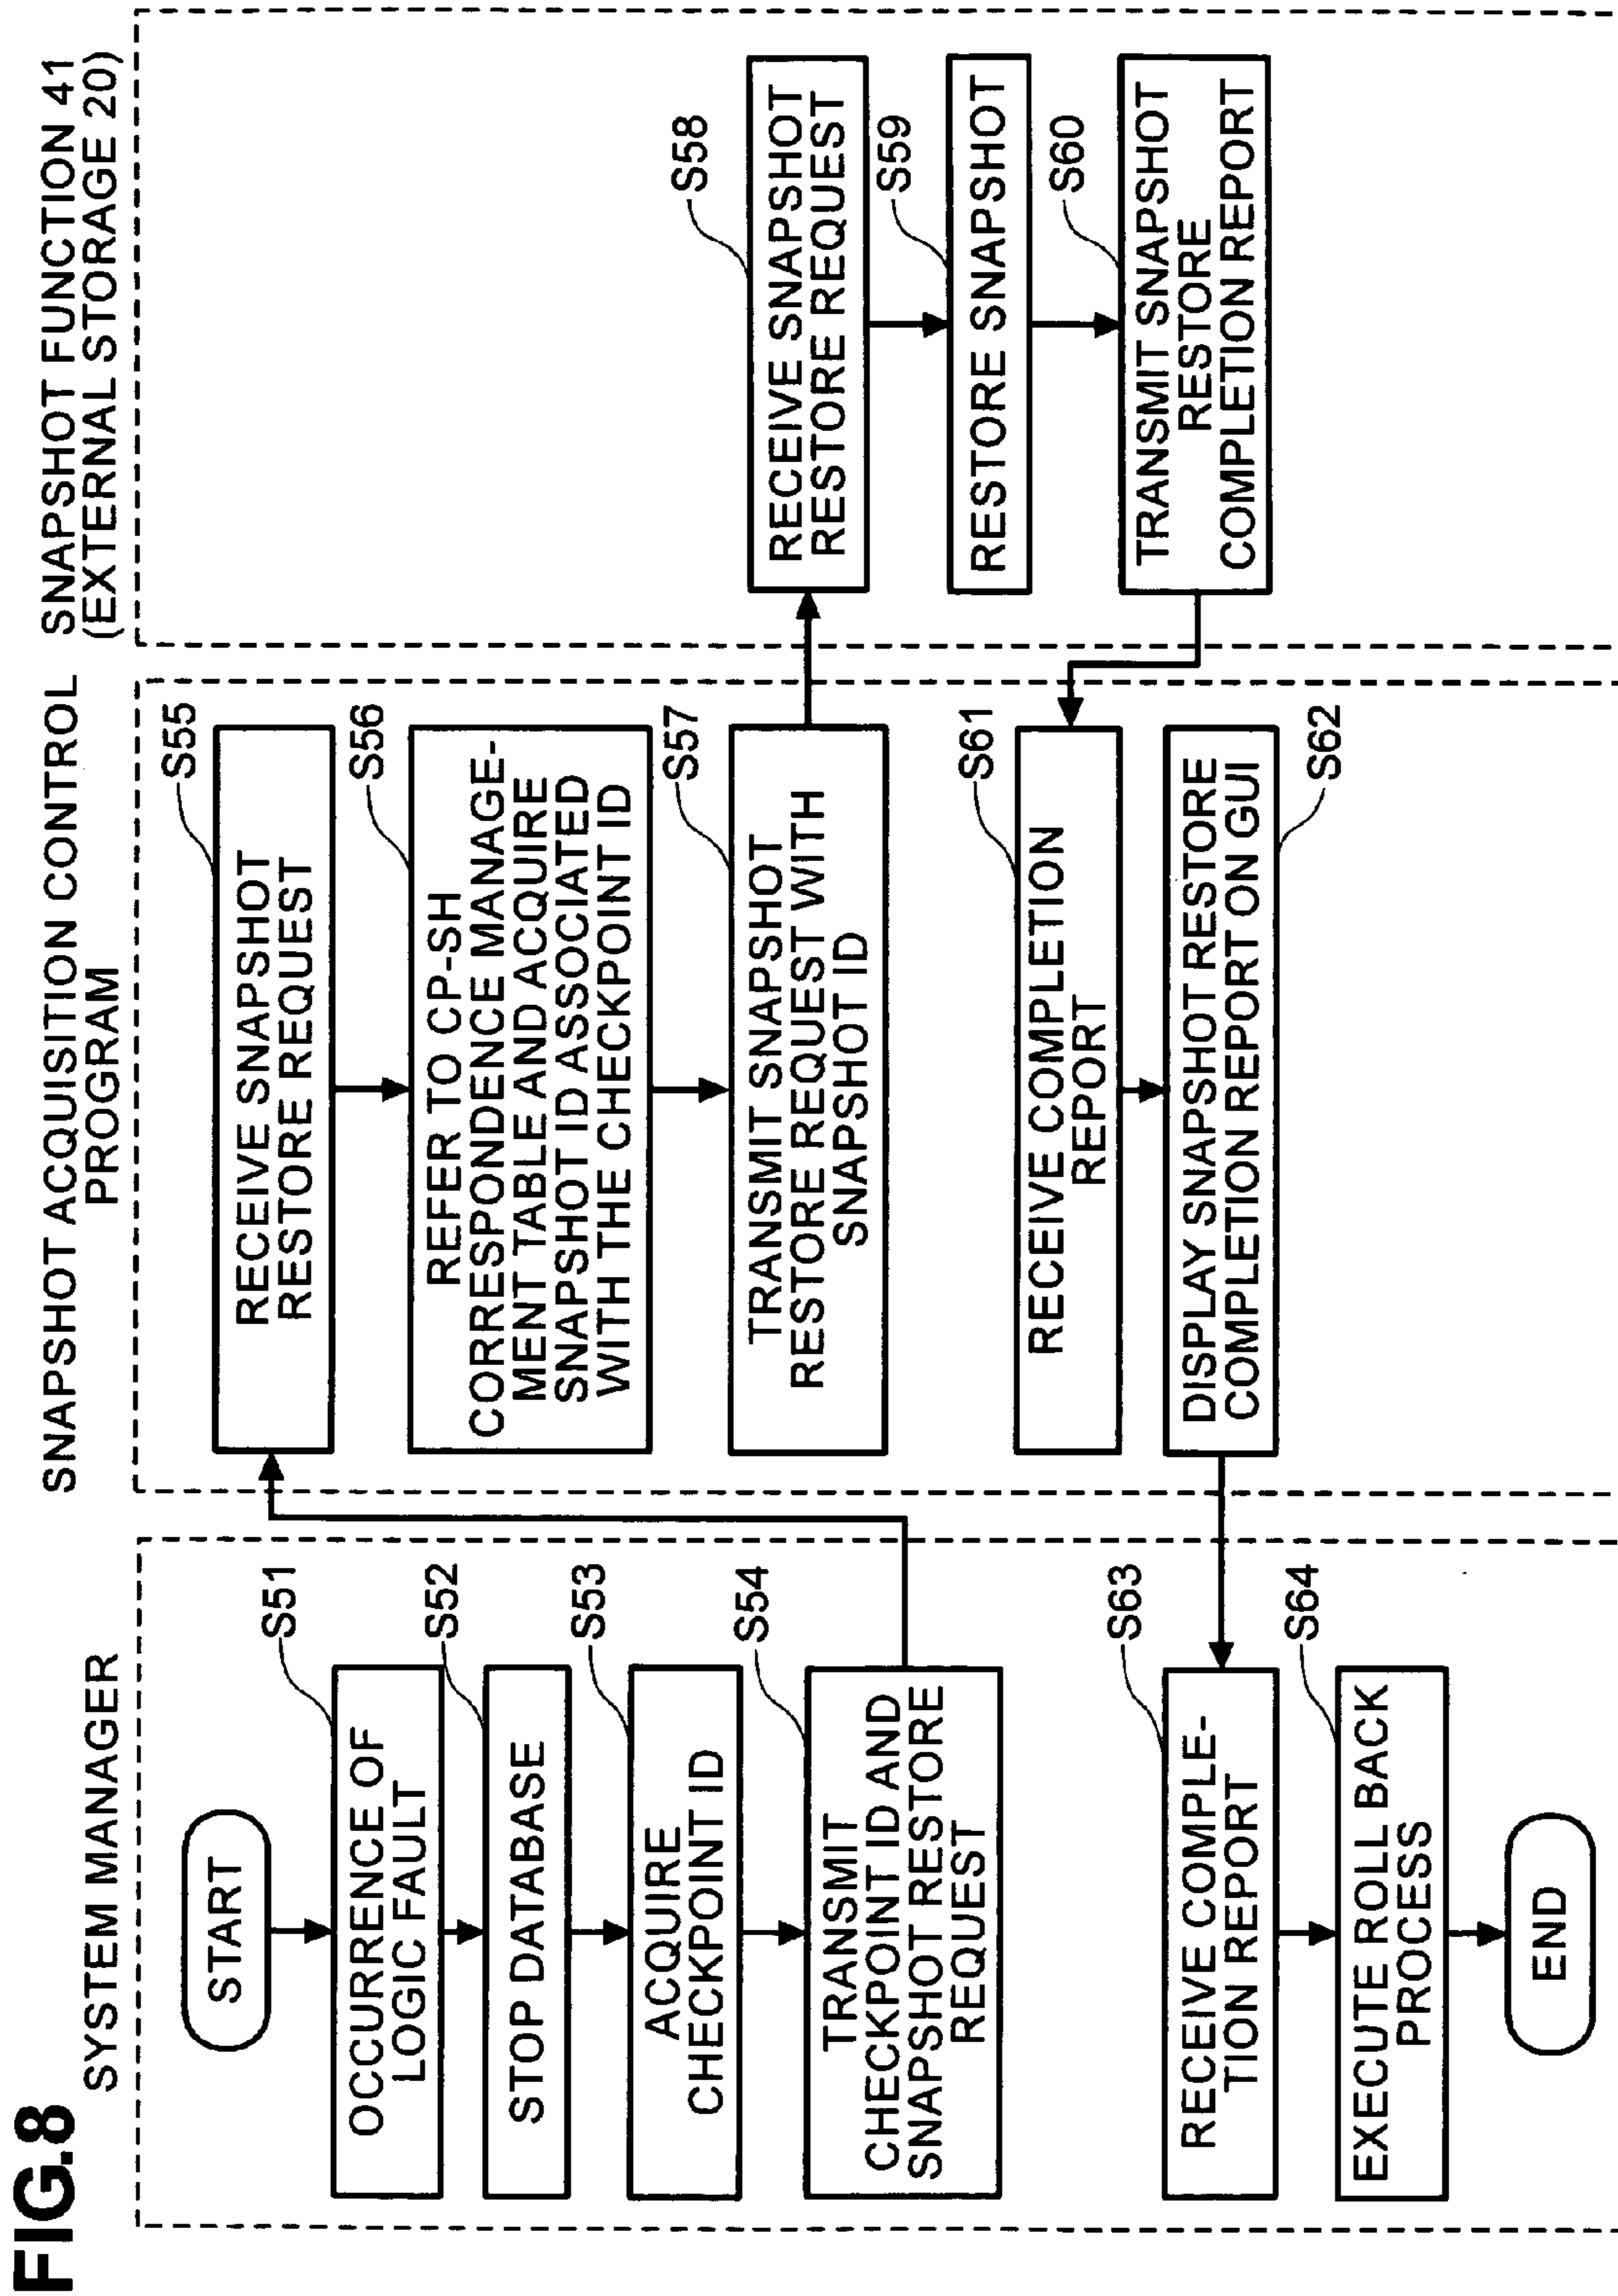 FIG.8
SYSTEM MANAGER
START
S51
OCCURRENCE OF
LOGIC FAULT
S52
STOP DATABASE
S53
ACQUIRE
CHECKPOINT ID
S54
TRANSMIT
CHECKPOINT ID AND
SNAPSHOT RESTORE
REQUEST
S63
RECEIVE COMPLE-
TION REPORT
S64
EXECUTE ROLL BACK
PROCESS
END
SNAPSHOT ACQUISITION CONTROL
PROGRAM
S55
RECEIVE SNAPSHOT
RESTORE REQUEST
S56
REFER TO CP-SH
CORRESPONDENCE MANAGE-
MENT TABLE AND ACQUIRE
SNAPSHOT ID ASSOCIATED
WITH THE CHECKPOINT ID
S57
TRANSMIT SNAPSHOT
RESTORE REQUEST WITH
SNAPSHOT ID
S61
RECEIVE COMPLETION
REPORT
DISPLAY SNAPSHOT RESTORE
COMPLETION REPORT ON GUI
S62
SNAPSHOT FUNCTION 41
(EXTERNAL STORAGE 20)
S58
RECEIVE SNAPSHOT
RESTORE REQUEST
S59
RESTORE SNAPSHOT
S60
TRANSMIT SNAPSHOT
RESTORE
COMPLETION REPORT